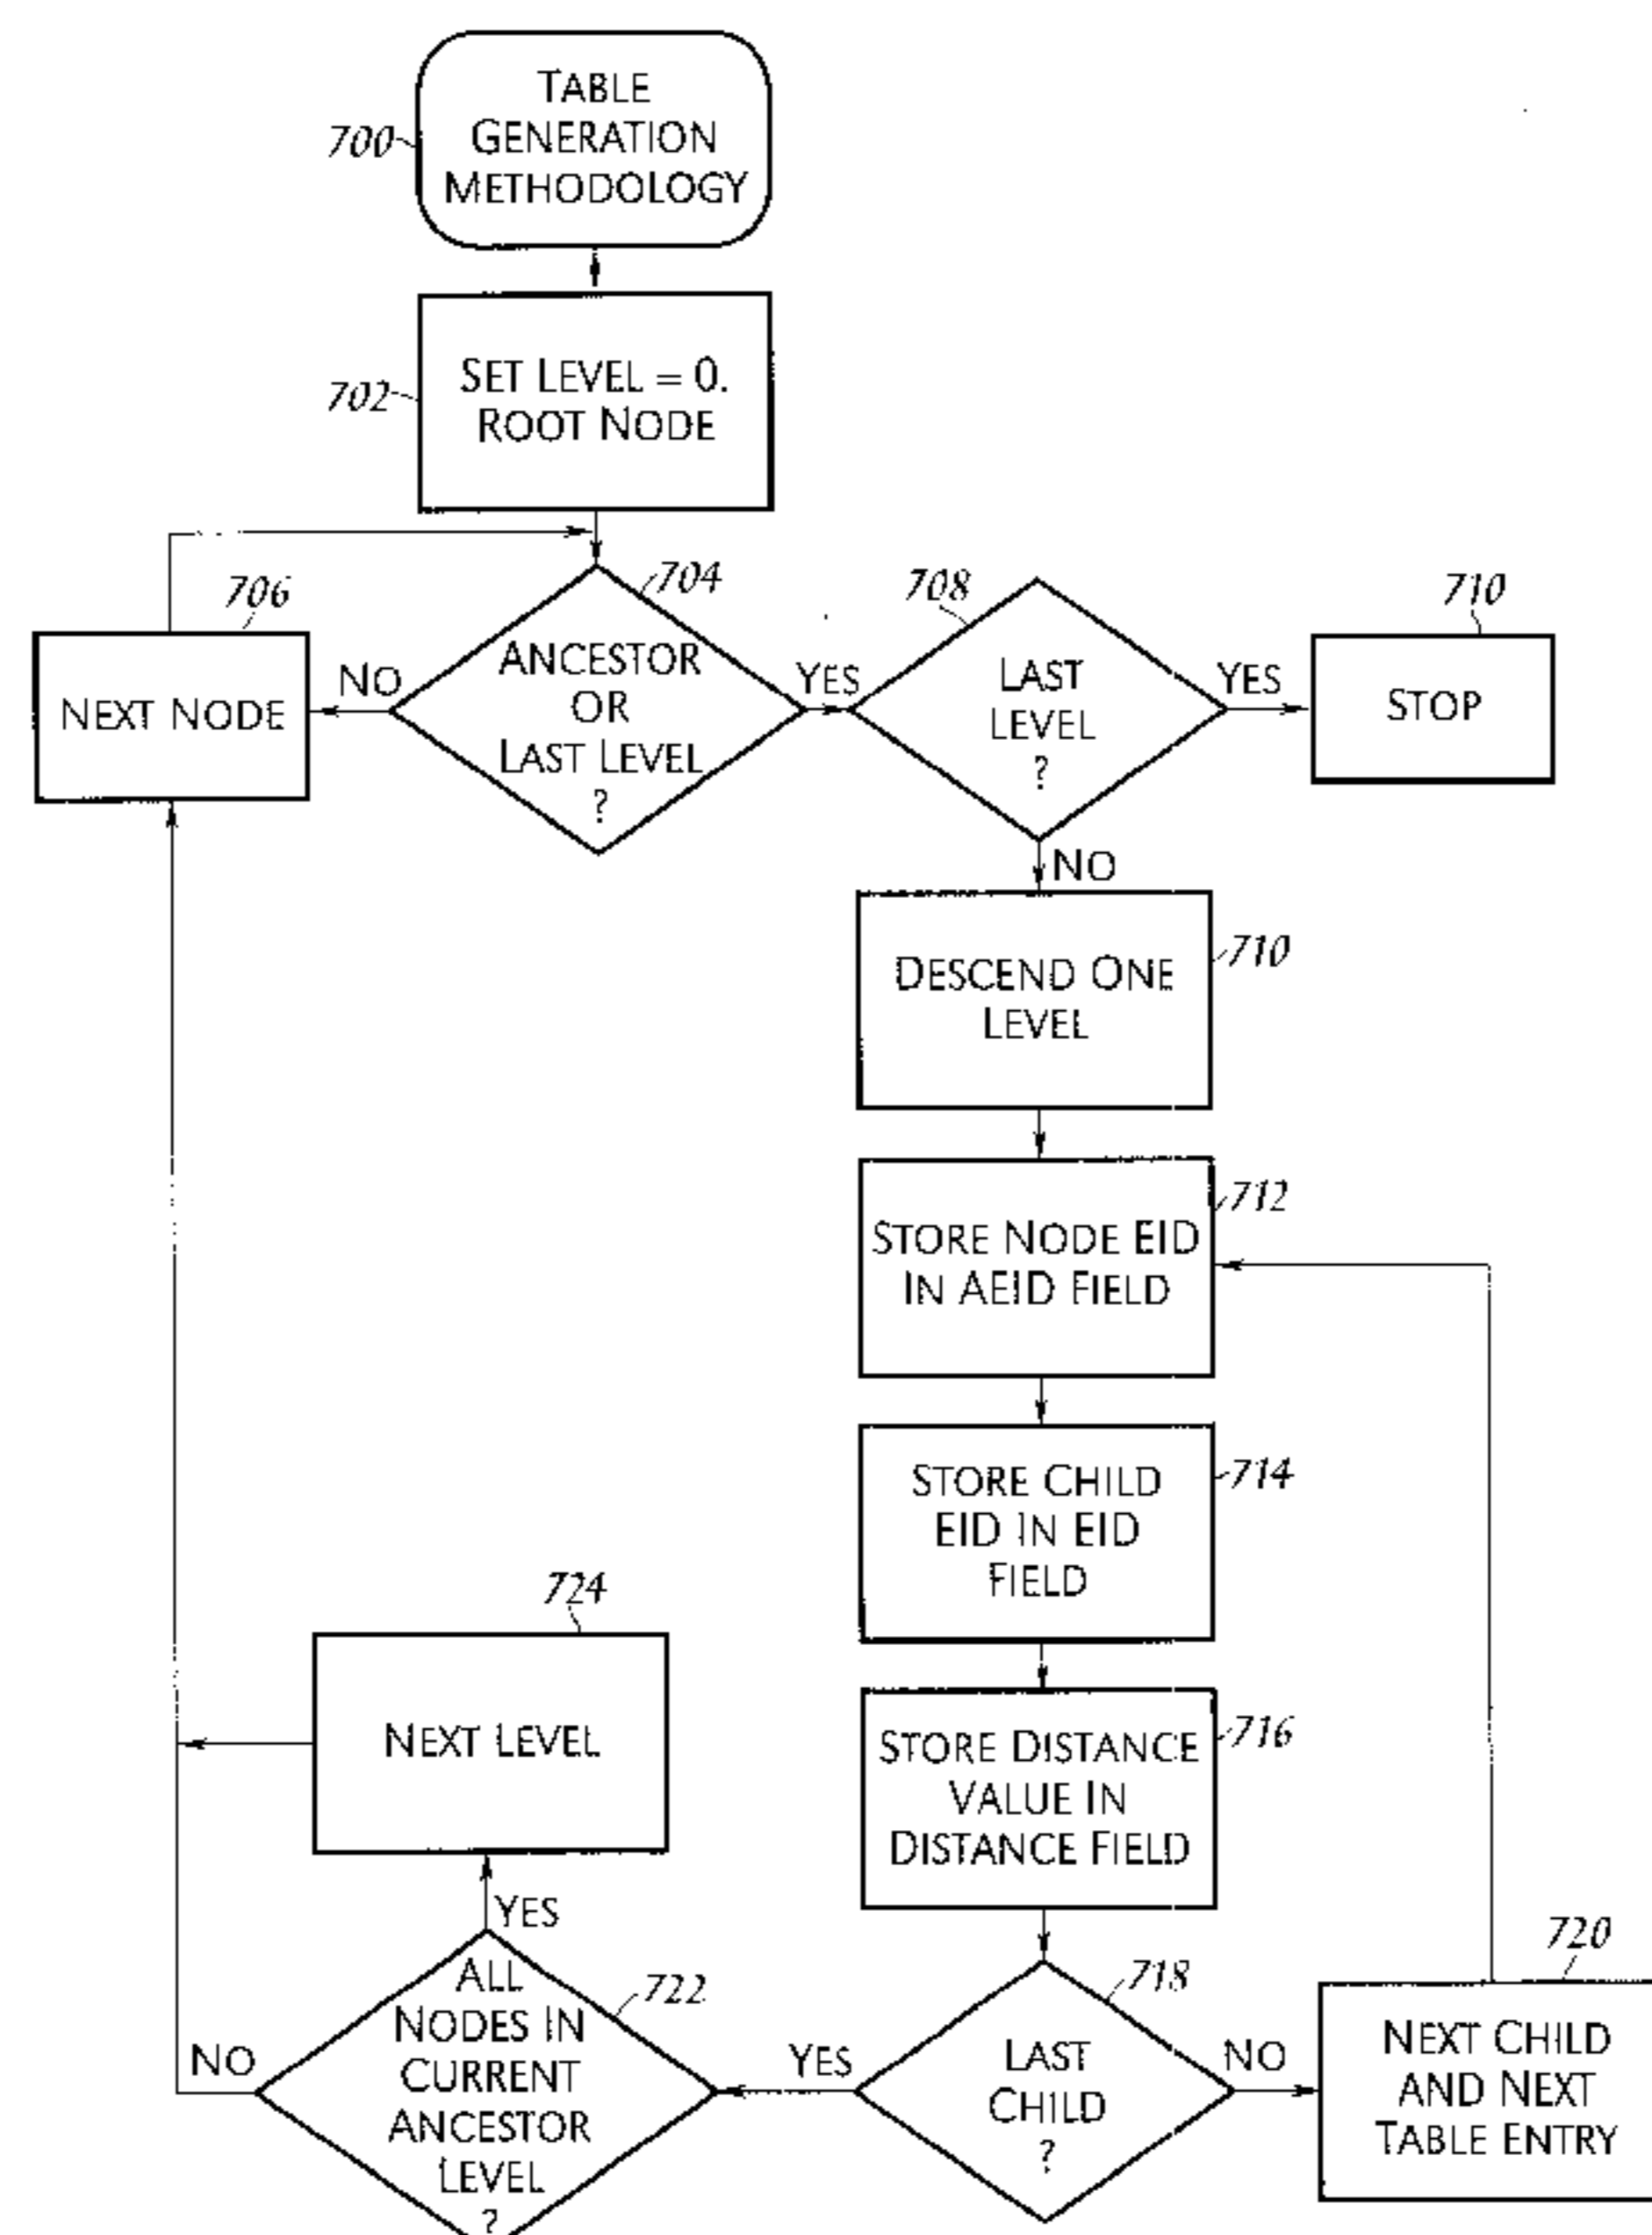 700
TABLE
GENERATION
METHODOLOGY
702
SET LEVEL = 0.
ROOT NODE
706
NEXT NODE
NO
704
ANCESTOR
OR
LAST LEVEL
?
YES
708
LAST
LEVEL
?
YES
710
STOP
NO
DESCEND ONE
LEVEL
710
STORE NODE EID
IN AEID FIELD
712
STORE CHILD
EID IN EID
FIELD
714
STORE DISTANCE
VALUE IN
DISTANCE FIELD
716
724
NEXT LEVEL
YES
ALL
NODES IN
CURRENT
ANCESTOR
LEVEL
?
722
NO
YES
718
LAST
CHILD
?
NO
720
NEXT CHILD
AND NEXT
TABLE ENTRY